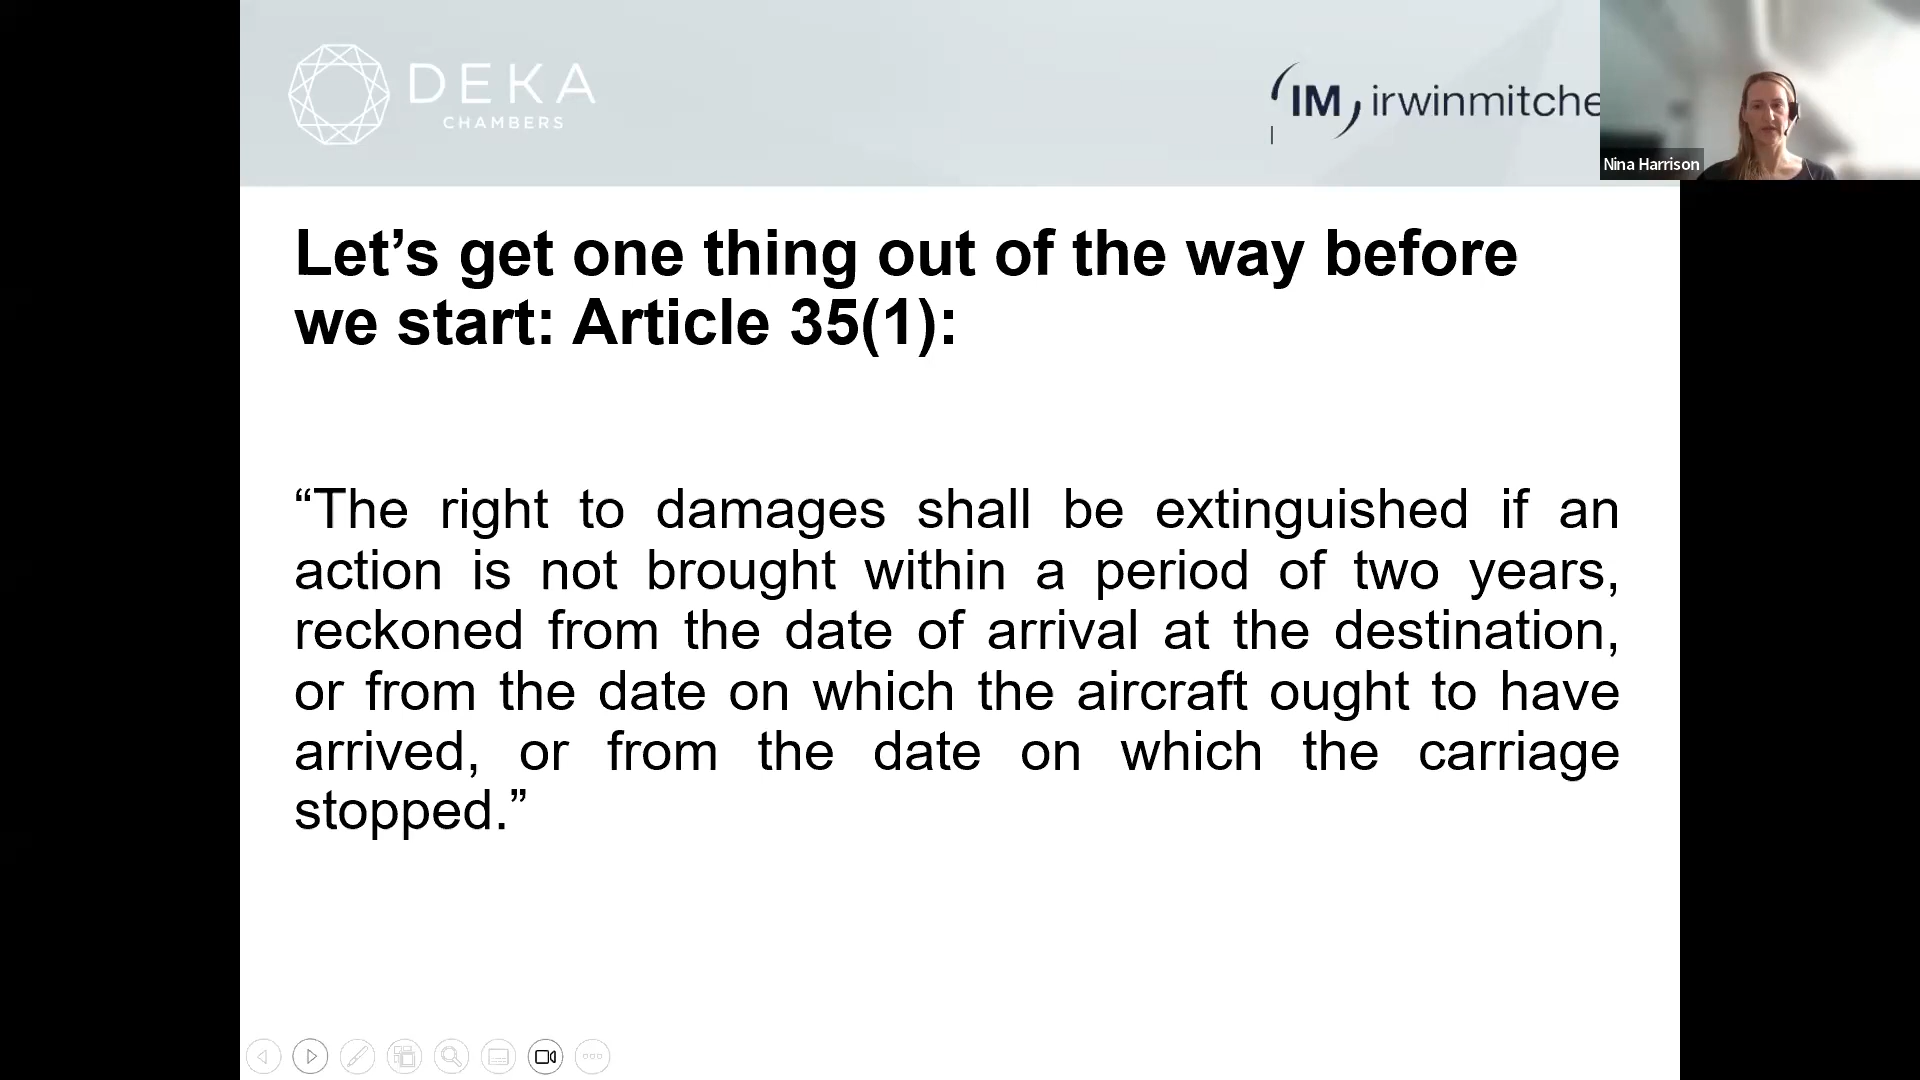 DEKA
CHAMBERS
IM irwinmitche
Nina Harrison
Let’s get one thing out of the way before
we start: Article 35(1):
“The right to damages shall be extinguished if an
action is not brought within a period of two years,
reckoned from the date of arrival at the destination,
or from the date on which the aircraft ought to have
arrived, or from the date on which the carriage
stopped.”